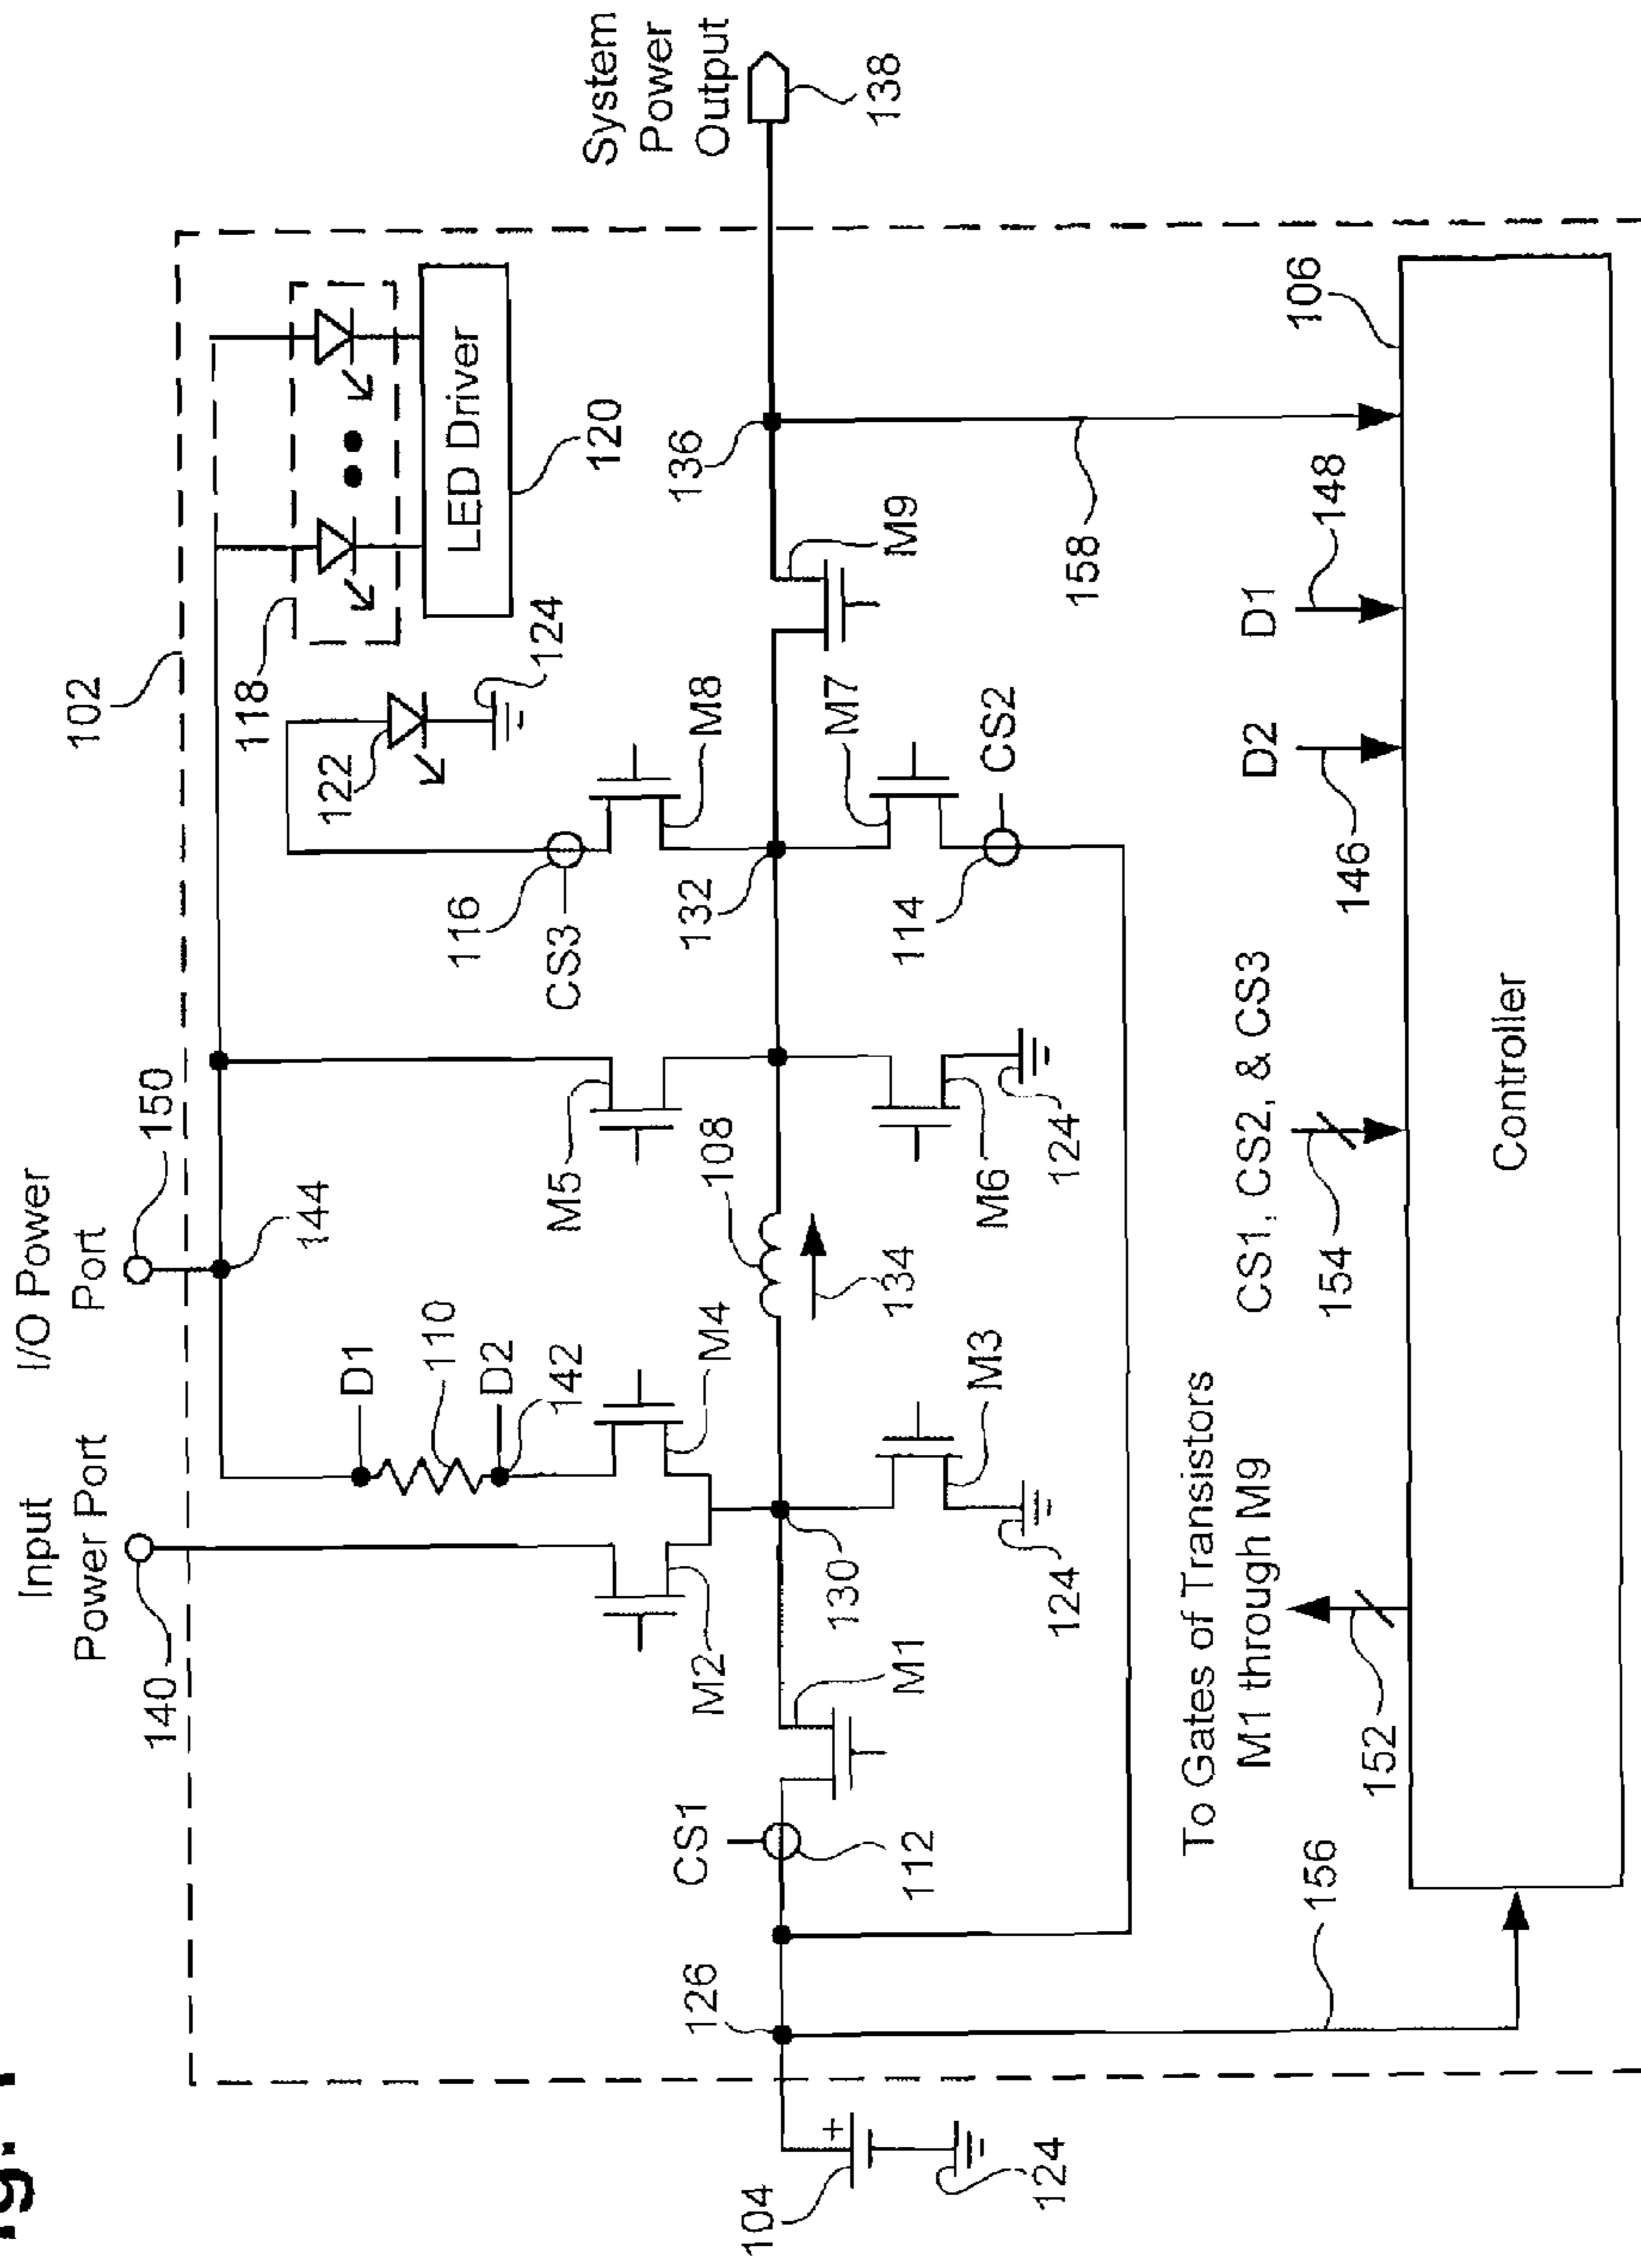 Fig. 1
Input
Power Port
I/O Power
Port
140
150
102
144
D1
110
D2
142
118
LED Driver
120
122
124
System
Power
Output
138
M2
M4
M5
108
116
CS3
M8
136
M9
CS1
112
M1
130
M3
124
134
M6
124
132
M7
114
CS2
126
104
124
158
156
To Gates of Transistors
M1 through M9
152
CS1, CS2, & CS3
154
D2
146
D1
148
106
Controller